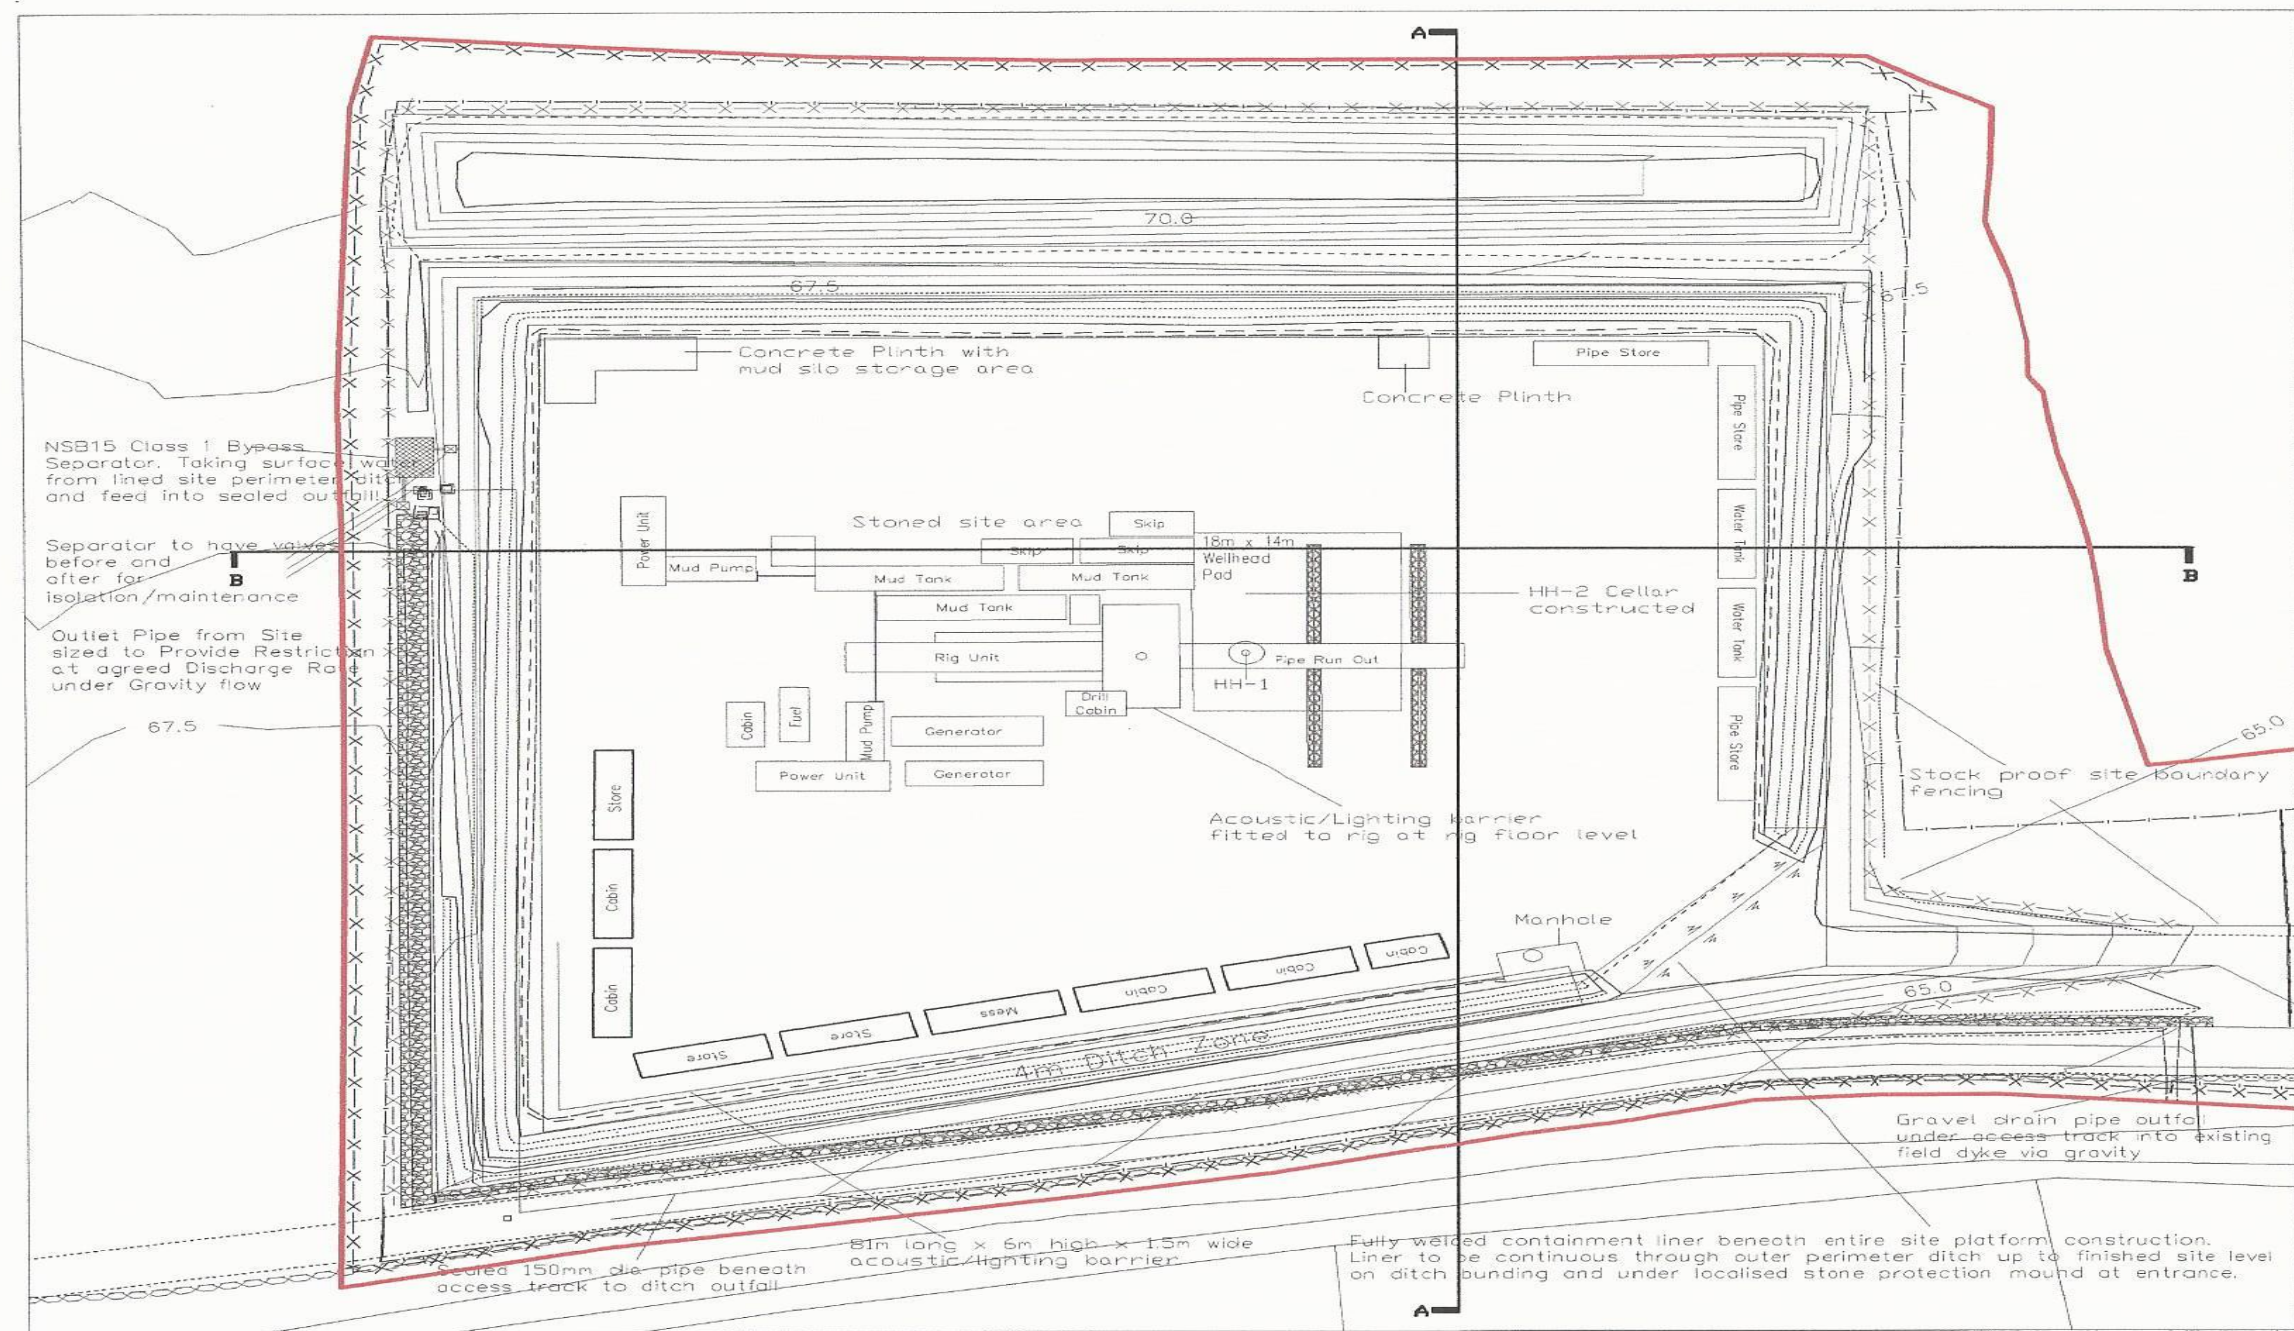 A
70.0
67.5
67.5
Concrete Plinth with
mud silo storage area
Concrete Plinth
Pipe Store
Pipe Store
NSB15 Class 1 Bypass
Separator. Taking surface water
from lined site perimeter ditch
and feed into sealed outfall
Separator to have valves
before and
after for
isolation/maintenance
B
Outlet Pipe from Site
sized to Provide Restriction
at agreed Discharge Rate
under Gravity flow
67.5
Power Unit
Mud Pump
Stoned site area
Skip
Skip
Skip
Mud Tank
Mud Tank
Mud Tank
18m x 14m
Wellhead
Pad
HH-2 Cellar
constructed
Water Tank
Water Tank
B
Rig Unit
Pipe Run Out
HH-1
Drill
Cabin
Cabin
Fuel
Mud Pump
Generator
Power Unit
Generator
Pipe Store
65.0
Stock proof site boundary
fencing
Acoustic/Lighting barrier
fitted to rig at rig floor level
Store
Cabin
Cabin
Manhole
Store
Store
Mess
Cabin
Cabin
Cabin
4m Ditch Zone
65.0
Gravel drain pipe outfall
under access track into existing
field dyke via gravity
Sealed 150mm dia pipe beneath
access track to ditch outfall
81m long x 6m high x 1.5m wide
acoustic/lighting barrier
Fully welded containment liner beneath entire site platform construction.
Liner to be continuous through outer perimeter ditch up to finished site level
on ditch bunding and under localised stone protection mound at entrance.
A